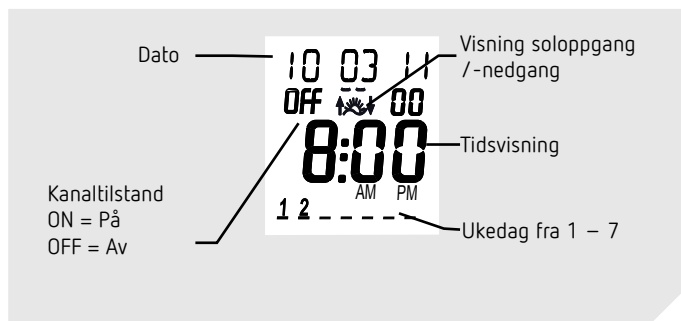 Dato
Visning soloppgang
/-nedgang
10 03 11
OFF 00
8:00
AM PM
Tidsvisning
Kanaltilstand
ON = På
OFF = Av
1 2
Ukedag fra 1 – 7